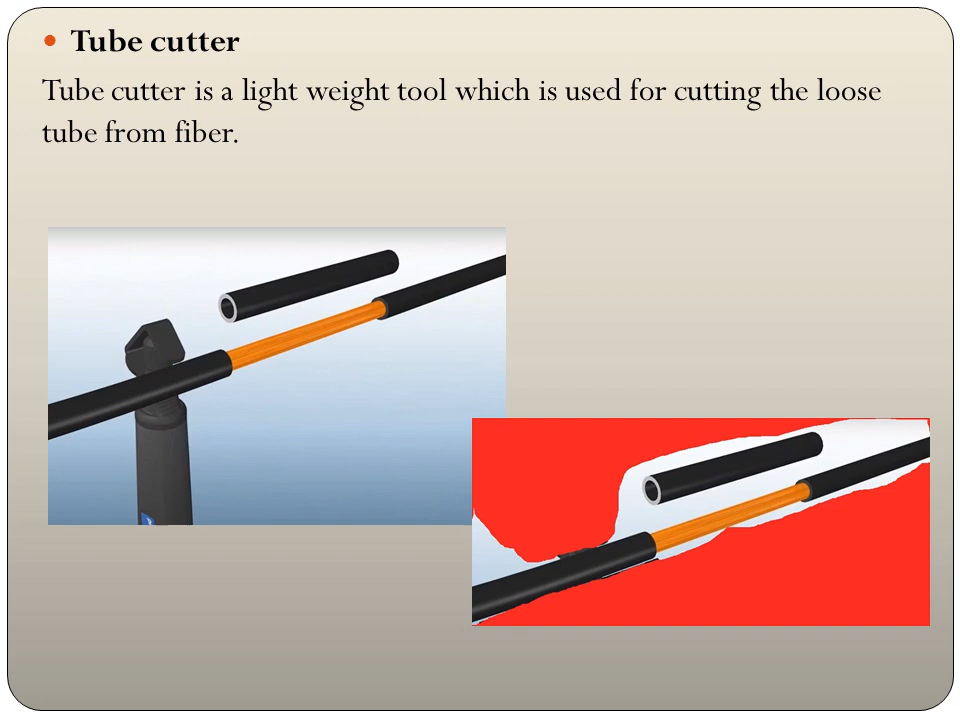 Tube cutter
Tube cutter is a light weight tool which is used for cutting the loose
tube from fiber.